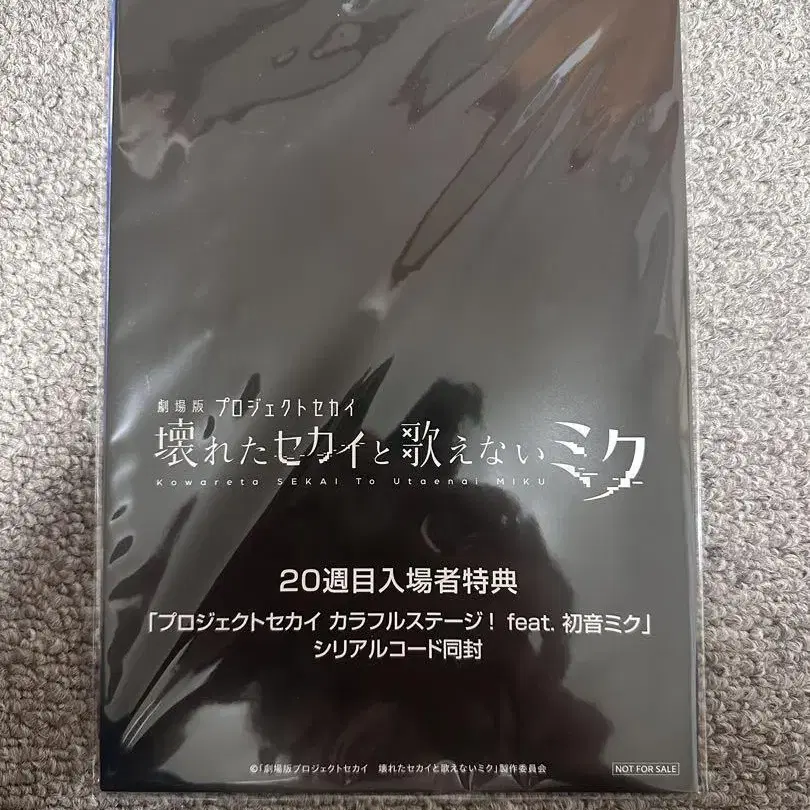 劇場版 プロジェクトセカイ
壊れたセカイと歌えないミク
Kowareta SEKAI To Utaenai MIKU
20週目入場者特典
「プロジェクトセカイ カラフルステージ! feat. 初音ミク」
シリアルコード同封
©「劇場版プロジェクトセカイ 壊れたセカイと歌えないミク」製作委員会
NOT FOR SALE